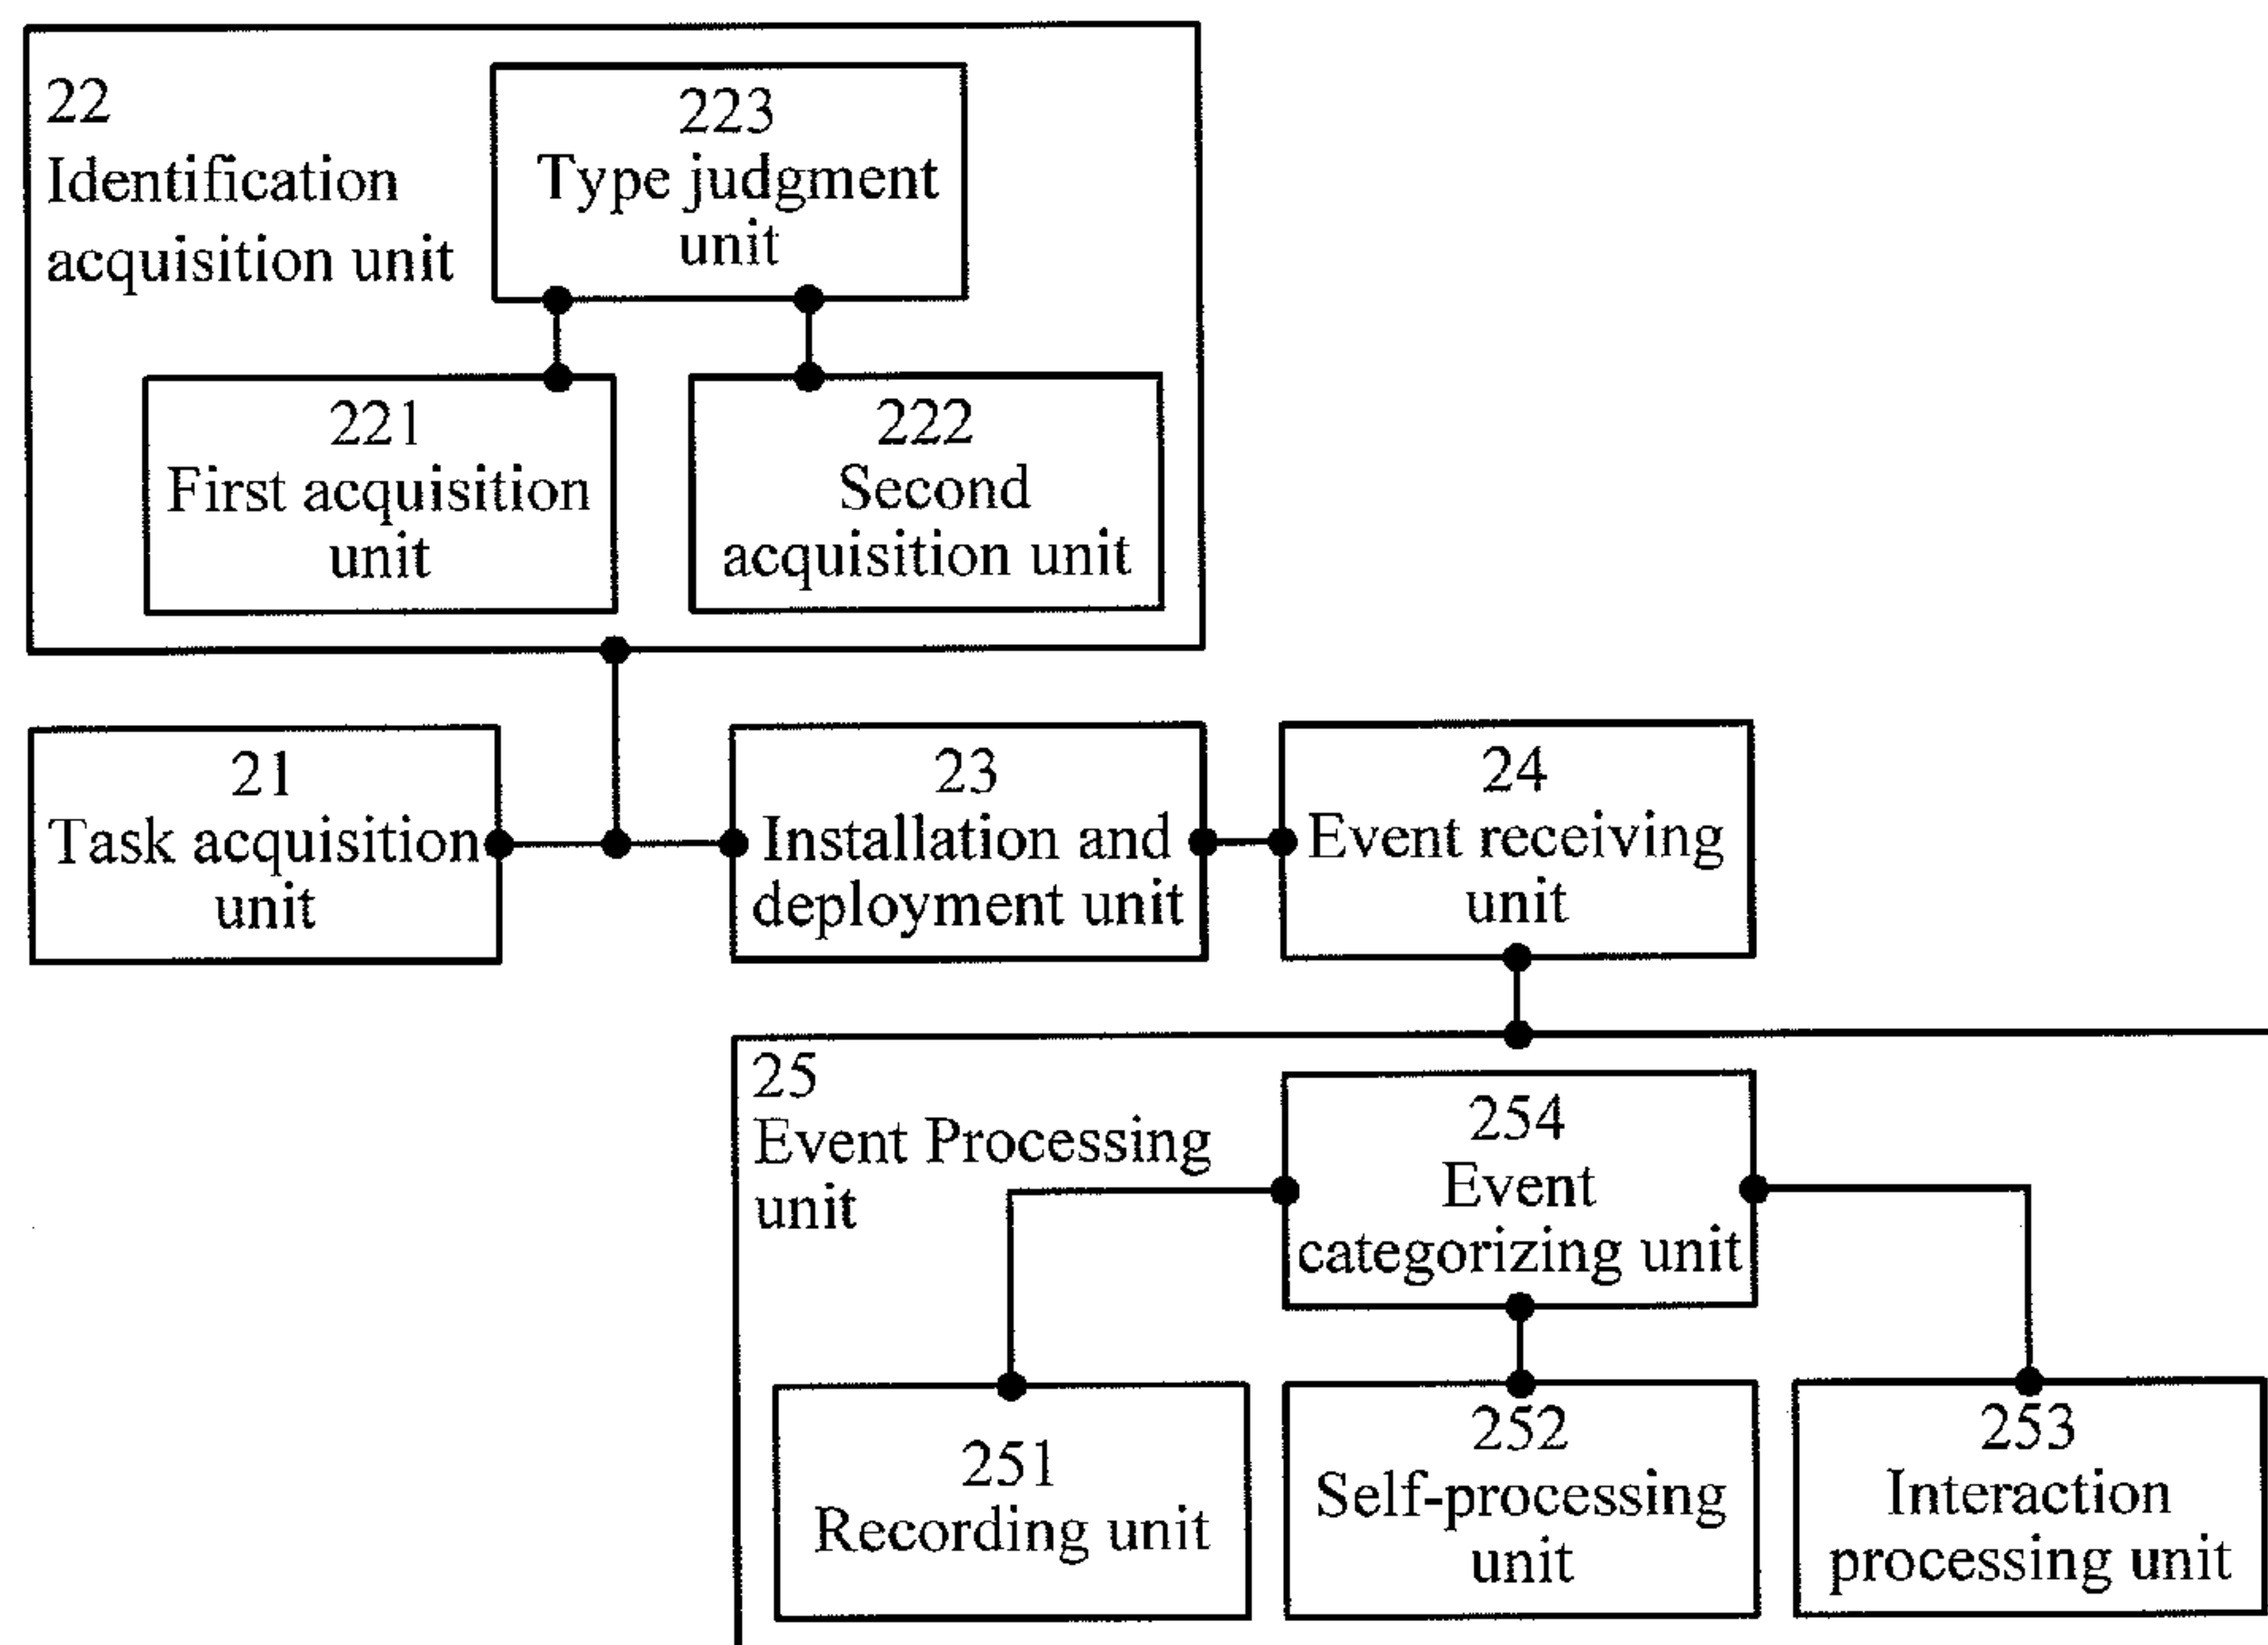 22
Identification
acquisition unit
223
Type judgment
unit
221
First acquisition
unit
222
Second
acquisition unit
21
Task acquisition
unit
23
Installation and
deployment unit
24
Event receiving
unit
25
Event Processing
unit
254
Event
categorizing unit
251
Recording unit
252
Self-processing
unit
253
Interaction
processing unit